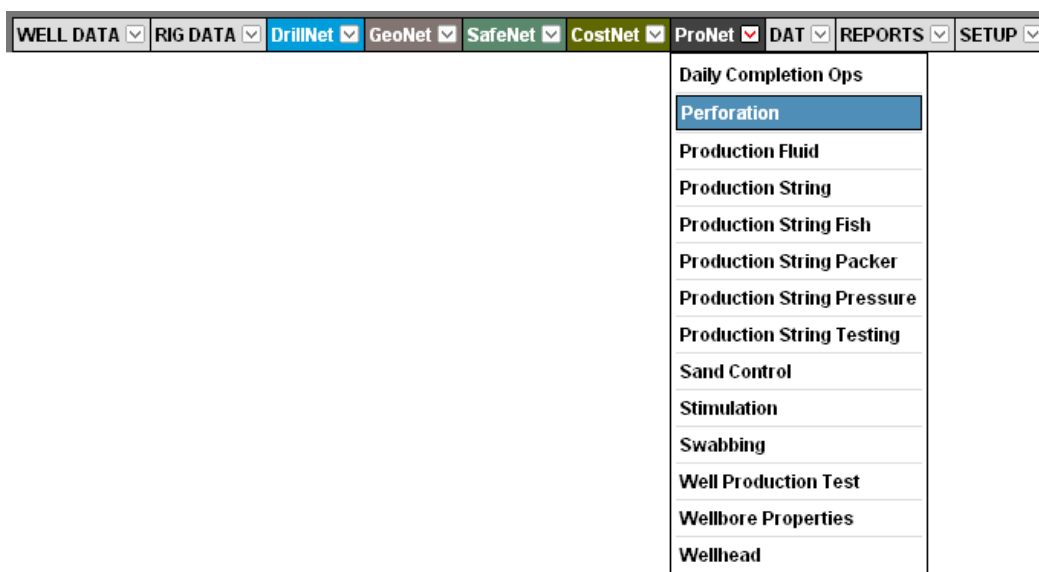 WELL DATA RIG DATA DrillNet GeoNet SafeNet CostNet ProNet DAT REPORTS SETUP
Daily Completion Ops
Perforation
Production Fluid
Production String
Production String Fish
Production String Packer
Production String Pressure
Production String Testing
Sand Control
Stimulation
Swabbing
Well Production Test
Wellbore Properties
Wellhead